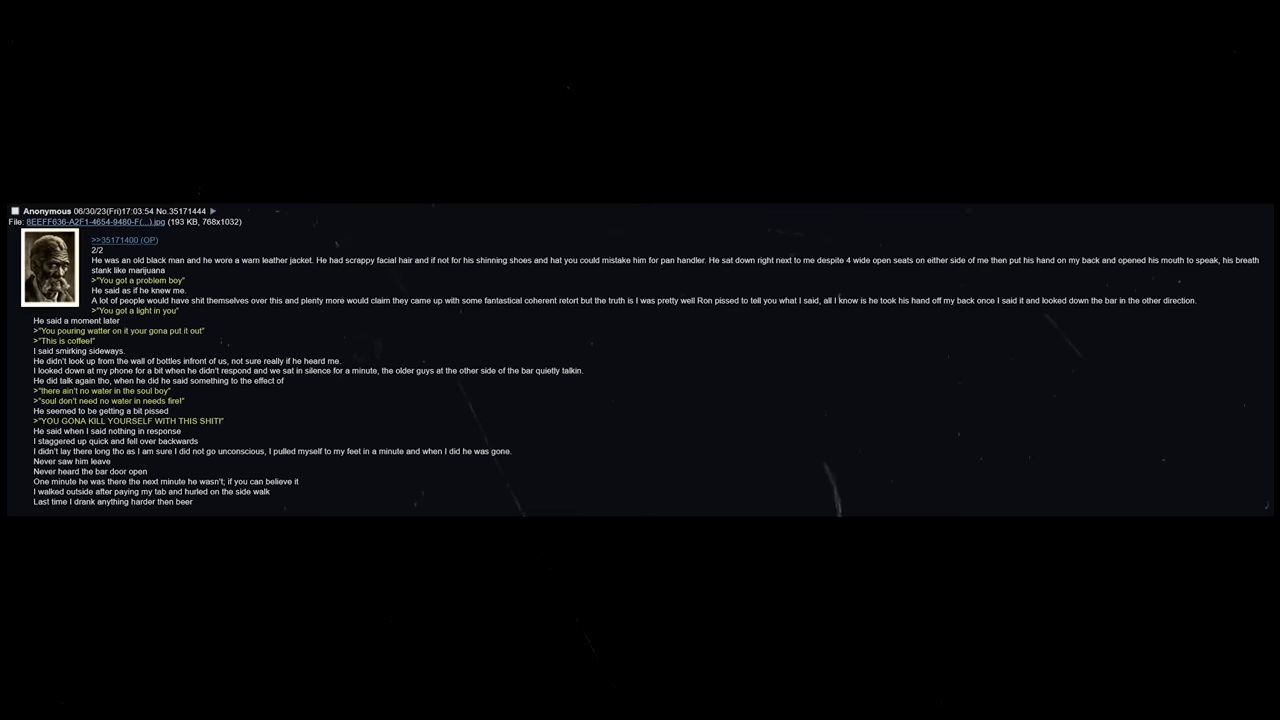 Anonymous 06/30/23(Fri)17:03:54 No.35171444 ▶
File: 8EEFF636-A2F1-4654-9480-F(...).jpg (193 KB, 768x1032)
>>35171400 (OP)
2/2
He was an old black man and he wore a warn leather jacket. He had scrappy facial hair and if not for his shinning shoes and hat you could mistake him for pan handler. He sat down right next to me despite 4 wide open seats on either side of me then put his hand on my back and opened his mouth to speak, his breath
stank like marijuana
>"You got a problem boy"
He said as if he knew me.
A lot of people would have shit themselves over this and plenty more would claim they came up with some fantastical coherent retort but the truth is I was pretty well Ron pissed to tell you what I said, all I know is he took his hand off my back once I said it and looked down the bar in the other direction.
>"You got a light in you"
He said a moment later
>"You pouring watter on it your gona put it out"
>"This is coffee!"
I said smirking sideways.
He didn't look up from the wall of bottles infront of us, not sure really if he heard me.
I looked down at my phone for a bit when he didn't respond and we sat in silence for a minute, the older guys at the other side of the bar quietly talkin.
He did talk again tho, when he did he said something to the effect of
>"there ain't no water in the soul boy"
>"soul don't need no water in needs fire!"
He seemed to be getting a bit pissed
>"YOU GONA KILL YOURSELF WITH THIS SHIT!"
He said when I said nothing in response
I staggered up quick and fell over backwards
I didn't lay there long tho as I am sure I did not go unconscious, I pulled myself to my feet in a minute and when I did he was gone.
Never saw him leave
Never heard the bar door open
One minute he was there the next minute he wasn't; if you can believe it
I walked outside after paying my tab and hurled on the side walk
Last time I drank anything harder then beer